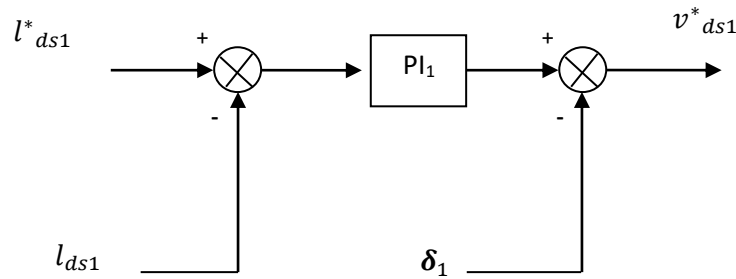 l*ds1
v*ds1
+
+
PI₁
-
-
lds1
δ₁